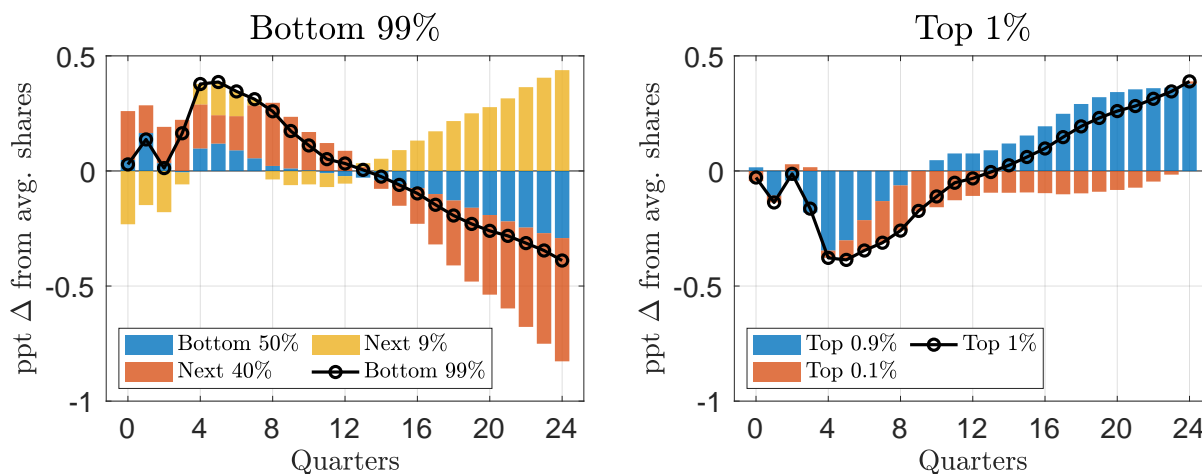 Bottom 99%
ppt Δ from avg. shares
0.5
0
-0.5
-1
Bottom 50%
Next 9%
Next 40%
Bottom 99%
0 4 8 12 16 20 24
Quarters
Top 1%
ppt Δ from avg. shares
0.5
0
-0.5
-1
Top 0.9%
Top 1%
Top 0.1%
0 4 8 12 16 20 24
Quarters